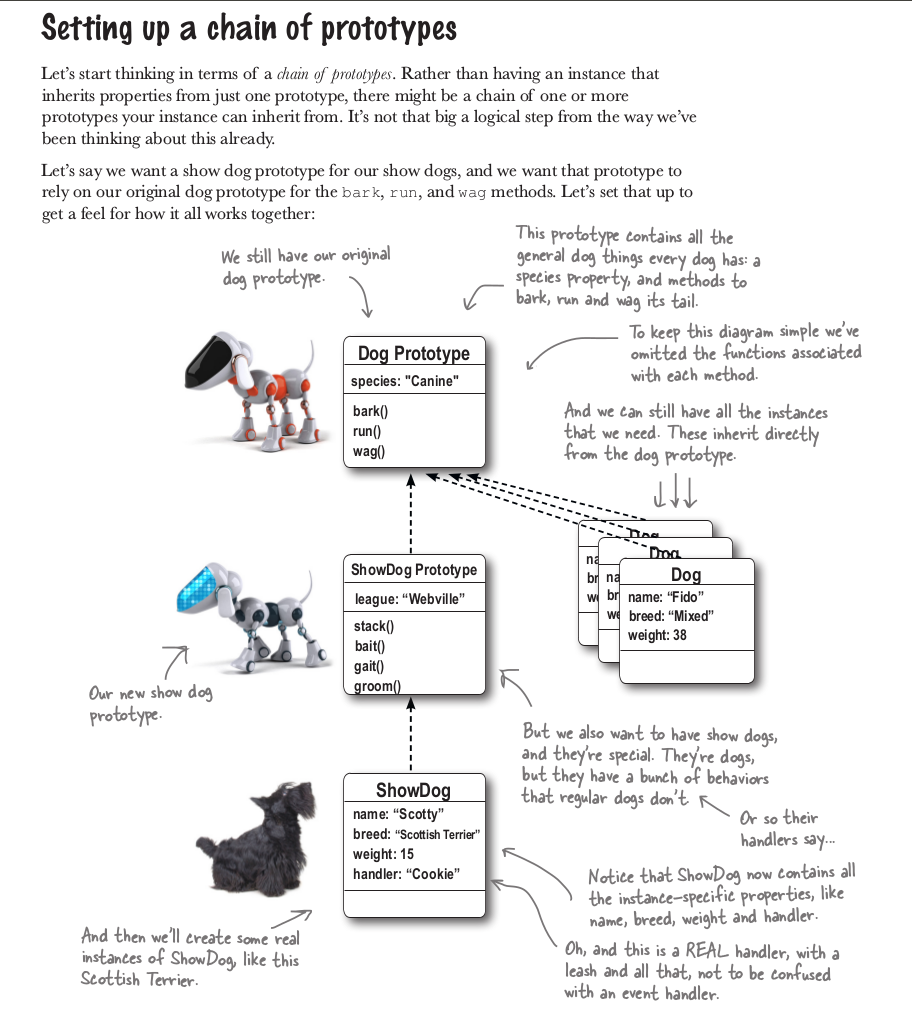 Setting up a chain of prototypes
Let's start thinking in terms of a chain of prototypes. Rather than having an instance that
inherits properties from just one prototype, there might be a chain of one or more
prototypes your instance can inherit from. It's not that big a logical step from the way we've
been thinking about this already.
Let's say we want a show dog prototype for our show dogs, and we want that prototype to
rely on our original dog prototype for the bark, run, and wag methods. Let's set that up to
get a feel for how it all works together:
We still have our original
dog prototype.
This prototype contains all the
general dog things every dog has: a
species property, and methods to
bark, run and wag its tail.
To keep this diagram simple we've
omitted the functions associated
with each method.
Dog Prototype
species: "Canine"
bark()
run()
wag()
And we can still have all the instances
that we need. These inherit directly
from the dog prototype.
Dog
na
br
we
Dog
na
br
we
Dog
name: “Fido”
breed: “Mixed”
weight: 38
ShowDog Prototype
league: “Webville”
stack()
bait()
gait()
groom()
Our new show dog
prototype.
But we also want to have show dogs,
and they're special. They're dogs,
but they have a bunch of behaviors
that regular dogs don't
Or so their
handlers say...
ShowDog
name: “Scotty”
breed: “Scottish Terrier”
weight: 15
handler: “Cookie”
Notice that ShowDog now contains all
the instance-specific properties, like
name, breed, weight and handler.
And then we'll create some real
instances of ShowDog, like this
Scottish Terrier.
Oh, and this is a REAL handler, with a
leash and all that, not to be confused
with an event handler.